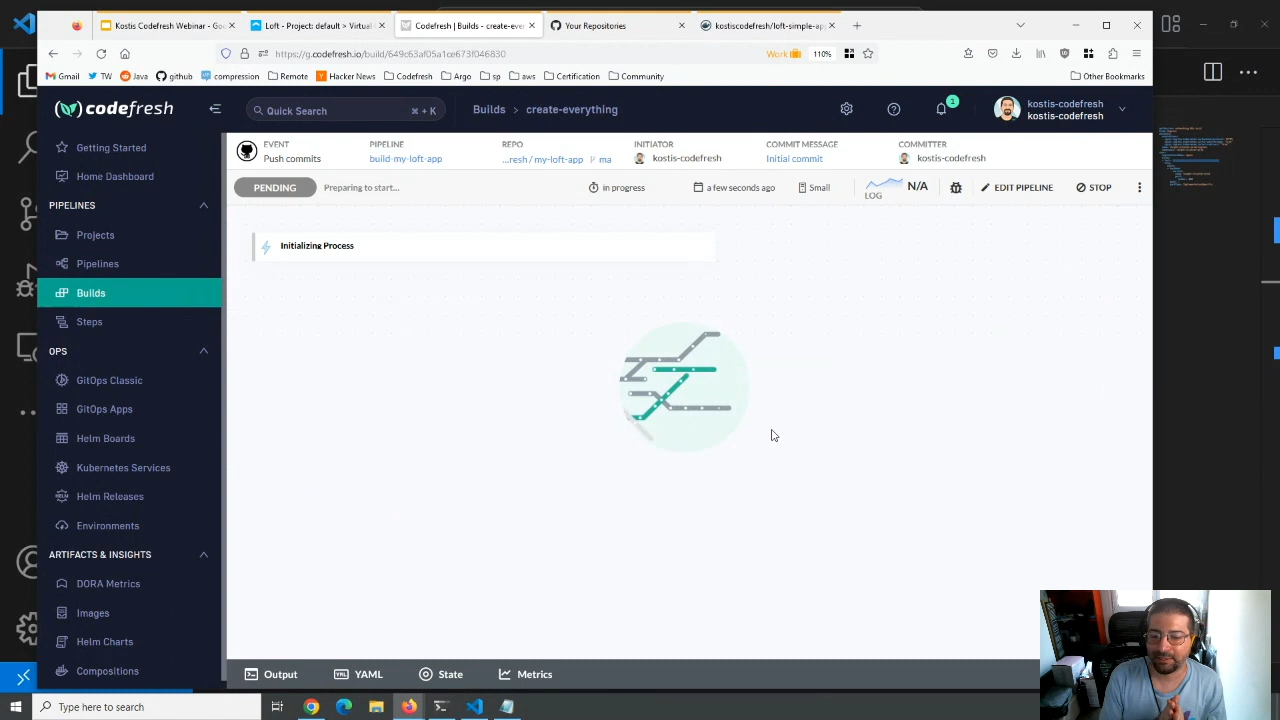 Kostis Codefresh Webinar - Goo
Loft - Project: default > Virtual C
Codefresh | Builds - create-ever
Your Repositories
kostiscodefresh/loft-simple-ap
https://g.codefresh.io/build/649c63af05a1ce673f046830
Work
110%
Gmail
TW
Java
github
compression
Remote
Hacker News
Codefresh
Argo
sp
aws
Certification
Community
Other Bookmarks
codefresh
Quick Search
+ K
Builds > create-everything
1
kostis-codefresh
kostis-codefresh
Getting Started
Home Dashboard
PIPELINES
Projects
Pipelines
Builds
Steps
OPS
GitOps Classic
GitOps Apps
Helm Boards
Kubernetes Services
Helm Releases
Environments
ARTIFACTS & INSIGHTS
DORA Metrics
Images
Helm Charts
Compositions
EVENT
Push commits
PIPELINE
build-my-loft-app
REPO
...resh / my-loft-app ma
INITIATOR
kostis-codefresh
COMMIT MESSAGE
Initial commit
COMMITTER
kostis-codefresh
PENDING
Preparing to start...
in progress
a few seconds ago
Small
LOG
N/A
EDIT PIPELINE
STOP
Initializing Process
Output
YAML
State
Metrics
Type here to search